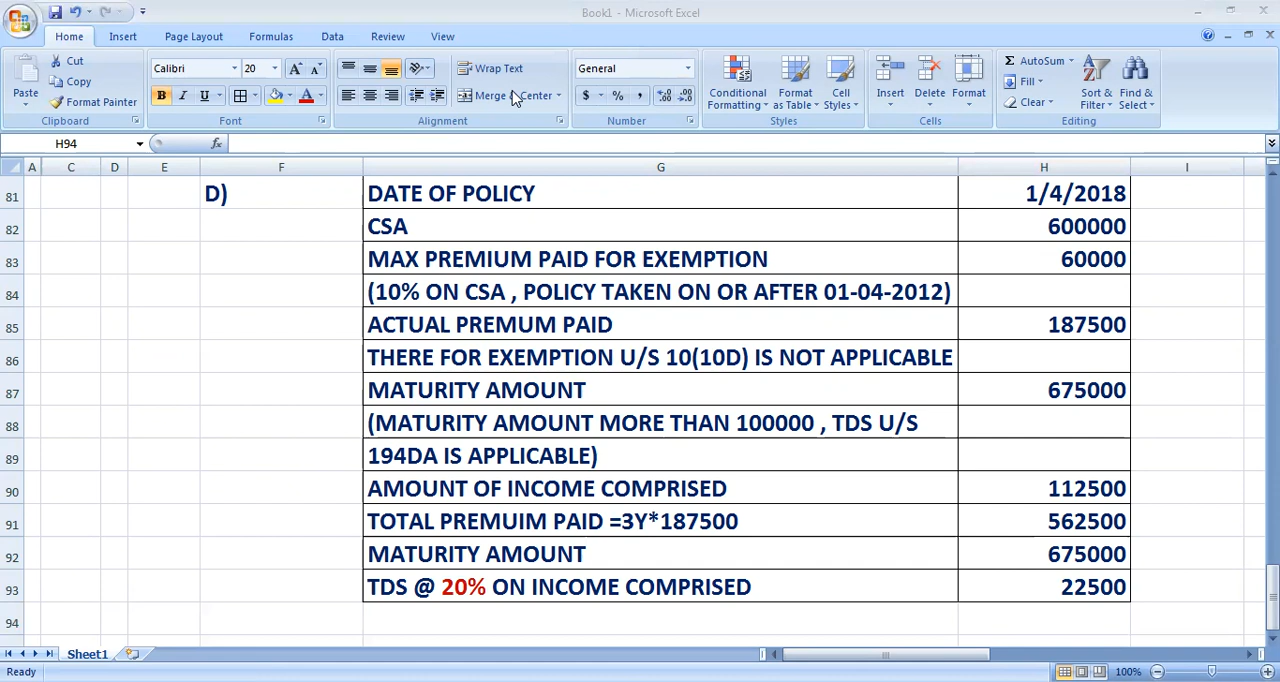 Book1 - Microsoft Excel
Home Insert Page Layout Formulas Data Review View
Cut
Copy
Format Painter
Paste
Clipboard
Calibri 20
B I U
Font
Wrap Text
Merge & Center
Alignment
General
$ % ,
Number
Conditional Formatting
Format as Table
Cell Styles
Styles
Insert Delete Format
Cells
AutoSum
Fill
Clear
Sort & Filter
Find & Select
Editing
H94 fx
A C D E F G H I
81 D) DATE OF POLICY 1/4/2018
82 CSA 600000
83 MAX PREMIUM PAID FOR EXEMPTION 60000
84 (10% ON CSA , POLICY TAKEN ON OR AFTER 01-04-2012)
85 ACTUAL PREMUM PAID 187500
86 THERE FOR EXEMPTION U/S 10(10D) IS NOT APPLICABLE
87 MATURITY AMOUNT 675000
88 (MATURITY AMOUNT MORE THAN 100000 , TDS U/S
89 194DA IS APPLICABLE)
90 AMOUNT OF INCOME COMPRISED 112500
91 TOTAL PREMUIM PAID =3Y*187500 562500
92 MATURITY AMOUNT 675000
93 TDS @ 20% ON INCOME COMPRISED 22500
94
Sheet1
Ready 100%